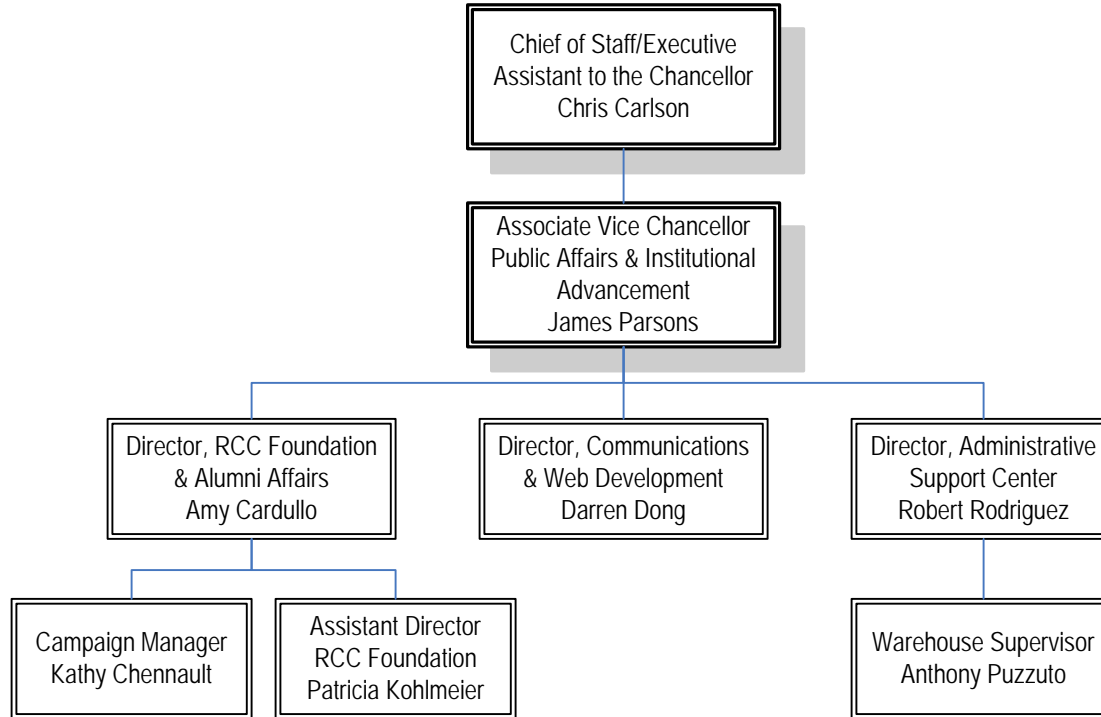 Chief of Staff/Executive
Assistant to the Chancellor
Chris Carlson
Associate Vice Chancellor
Public Affairs & Institutional
Advancement
James Parsons
Director, RCC Foundation
& Alumni Affairs
Amy Cardullo
Director, Communications
& Web Development
Darren Dong
Director, Administrative
Support Center
Robert Rodriguez
Campaign Manager
Kathy Chennault
Assistant Director
RCC Foundation
Patricia Kohlmeier
Warehouse Supervisor
Anthony Puzzuto